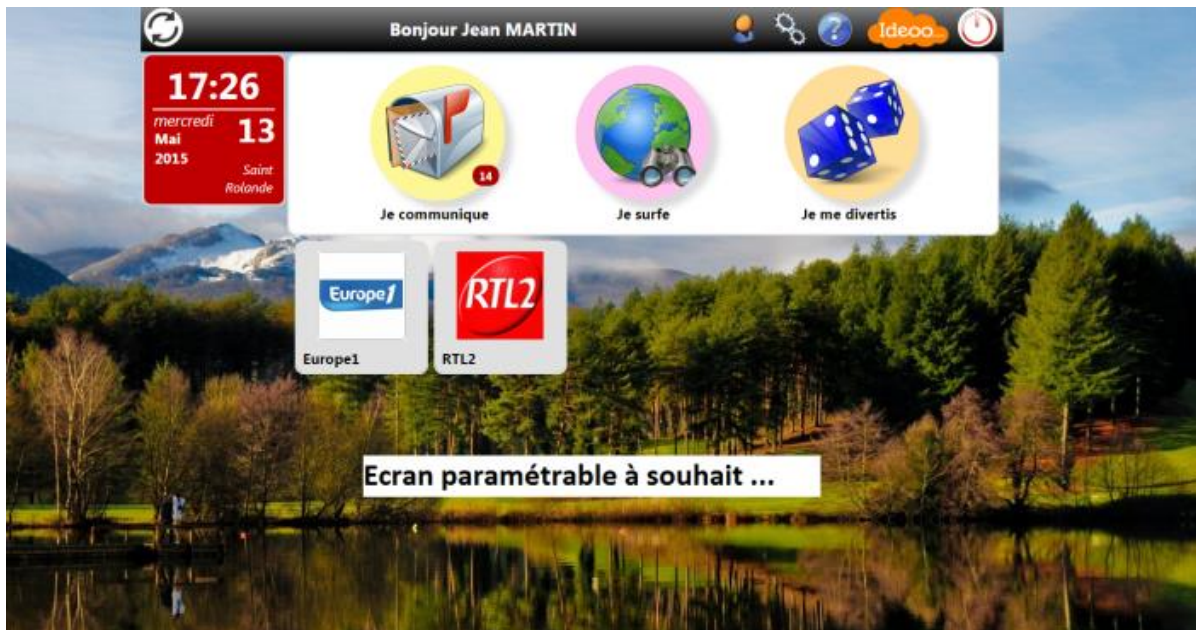 Bonjour Jean MARTIN
Ideoo...
17:26
mercredi
Mai
13
2015
Saint
Rolande
14
Je communique
Je surfe
Je me divertis
Europe1
RTL2
Europe1
RTL2
Ecran paramétrable à souhait ...